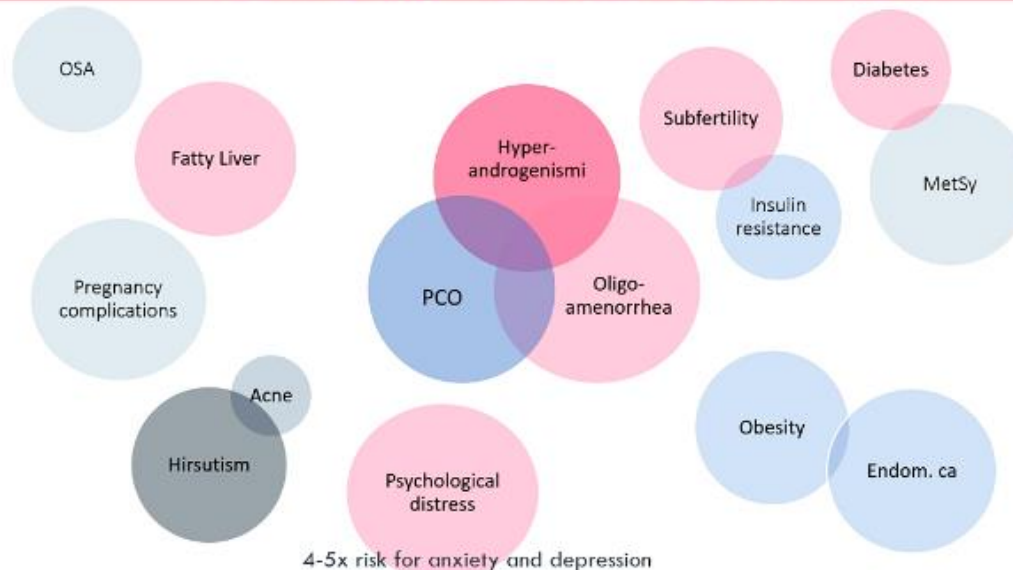 OSA
Fatty Liver
Pregnancy
complications
Acne
Hirsutism
Hyper-
androgenismi
PCO
Oligo-
amenorrhea
Psychological
distress
4-5x risk for anxiety and depression
Subfertility
Insulin
resistance
Diabetes
MetSy
Obesity
Endom. ca